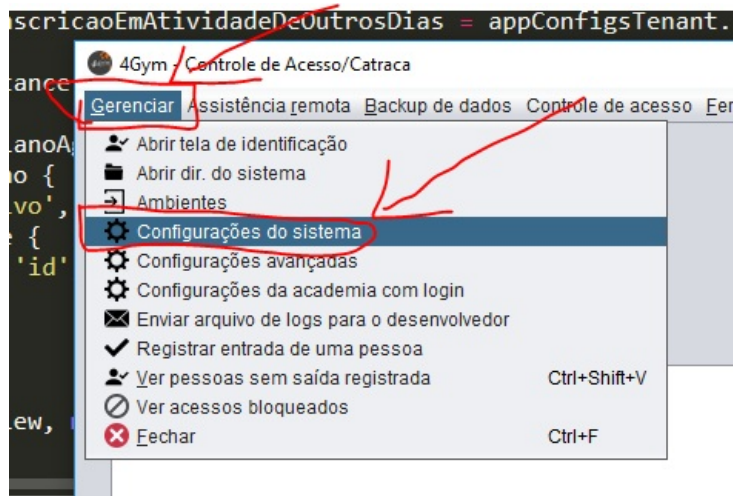 scricaoEmAtividadeDeOutrosDias = appConfigsTenant.
tance
4Gym - Controle de Acesso/Catraca
Gerenciar Assistência remota Backup de dados Controle de acesso Fer
anoA
Abrir tela de identificação
o {
Abrir dir. do sistema
vo',
Ambientes
{
Configurações do sistema
'id'
Configurações avançadas
Configurações da academia com login
Enviar arquivo de logs para o desenvolvedor
Registrar entrada de uma pessoa
Ver pessoas sem saída registrada Ctrl+Shift+V
Ver acessos bloqueados
ew,
Fechar Ctrl+F